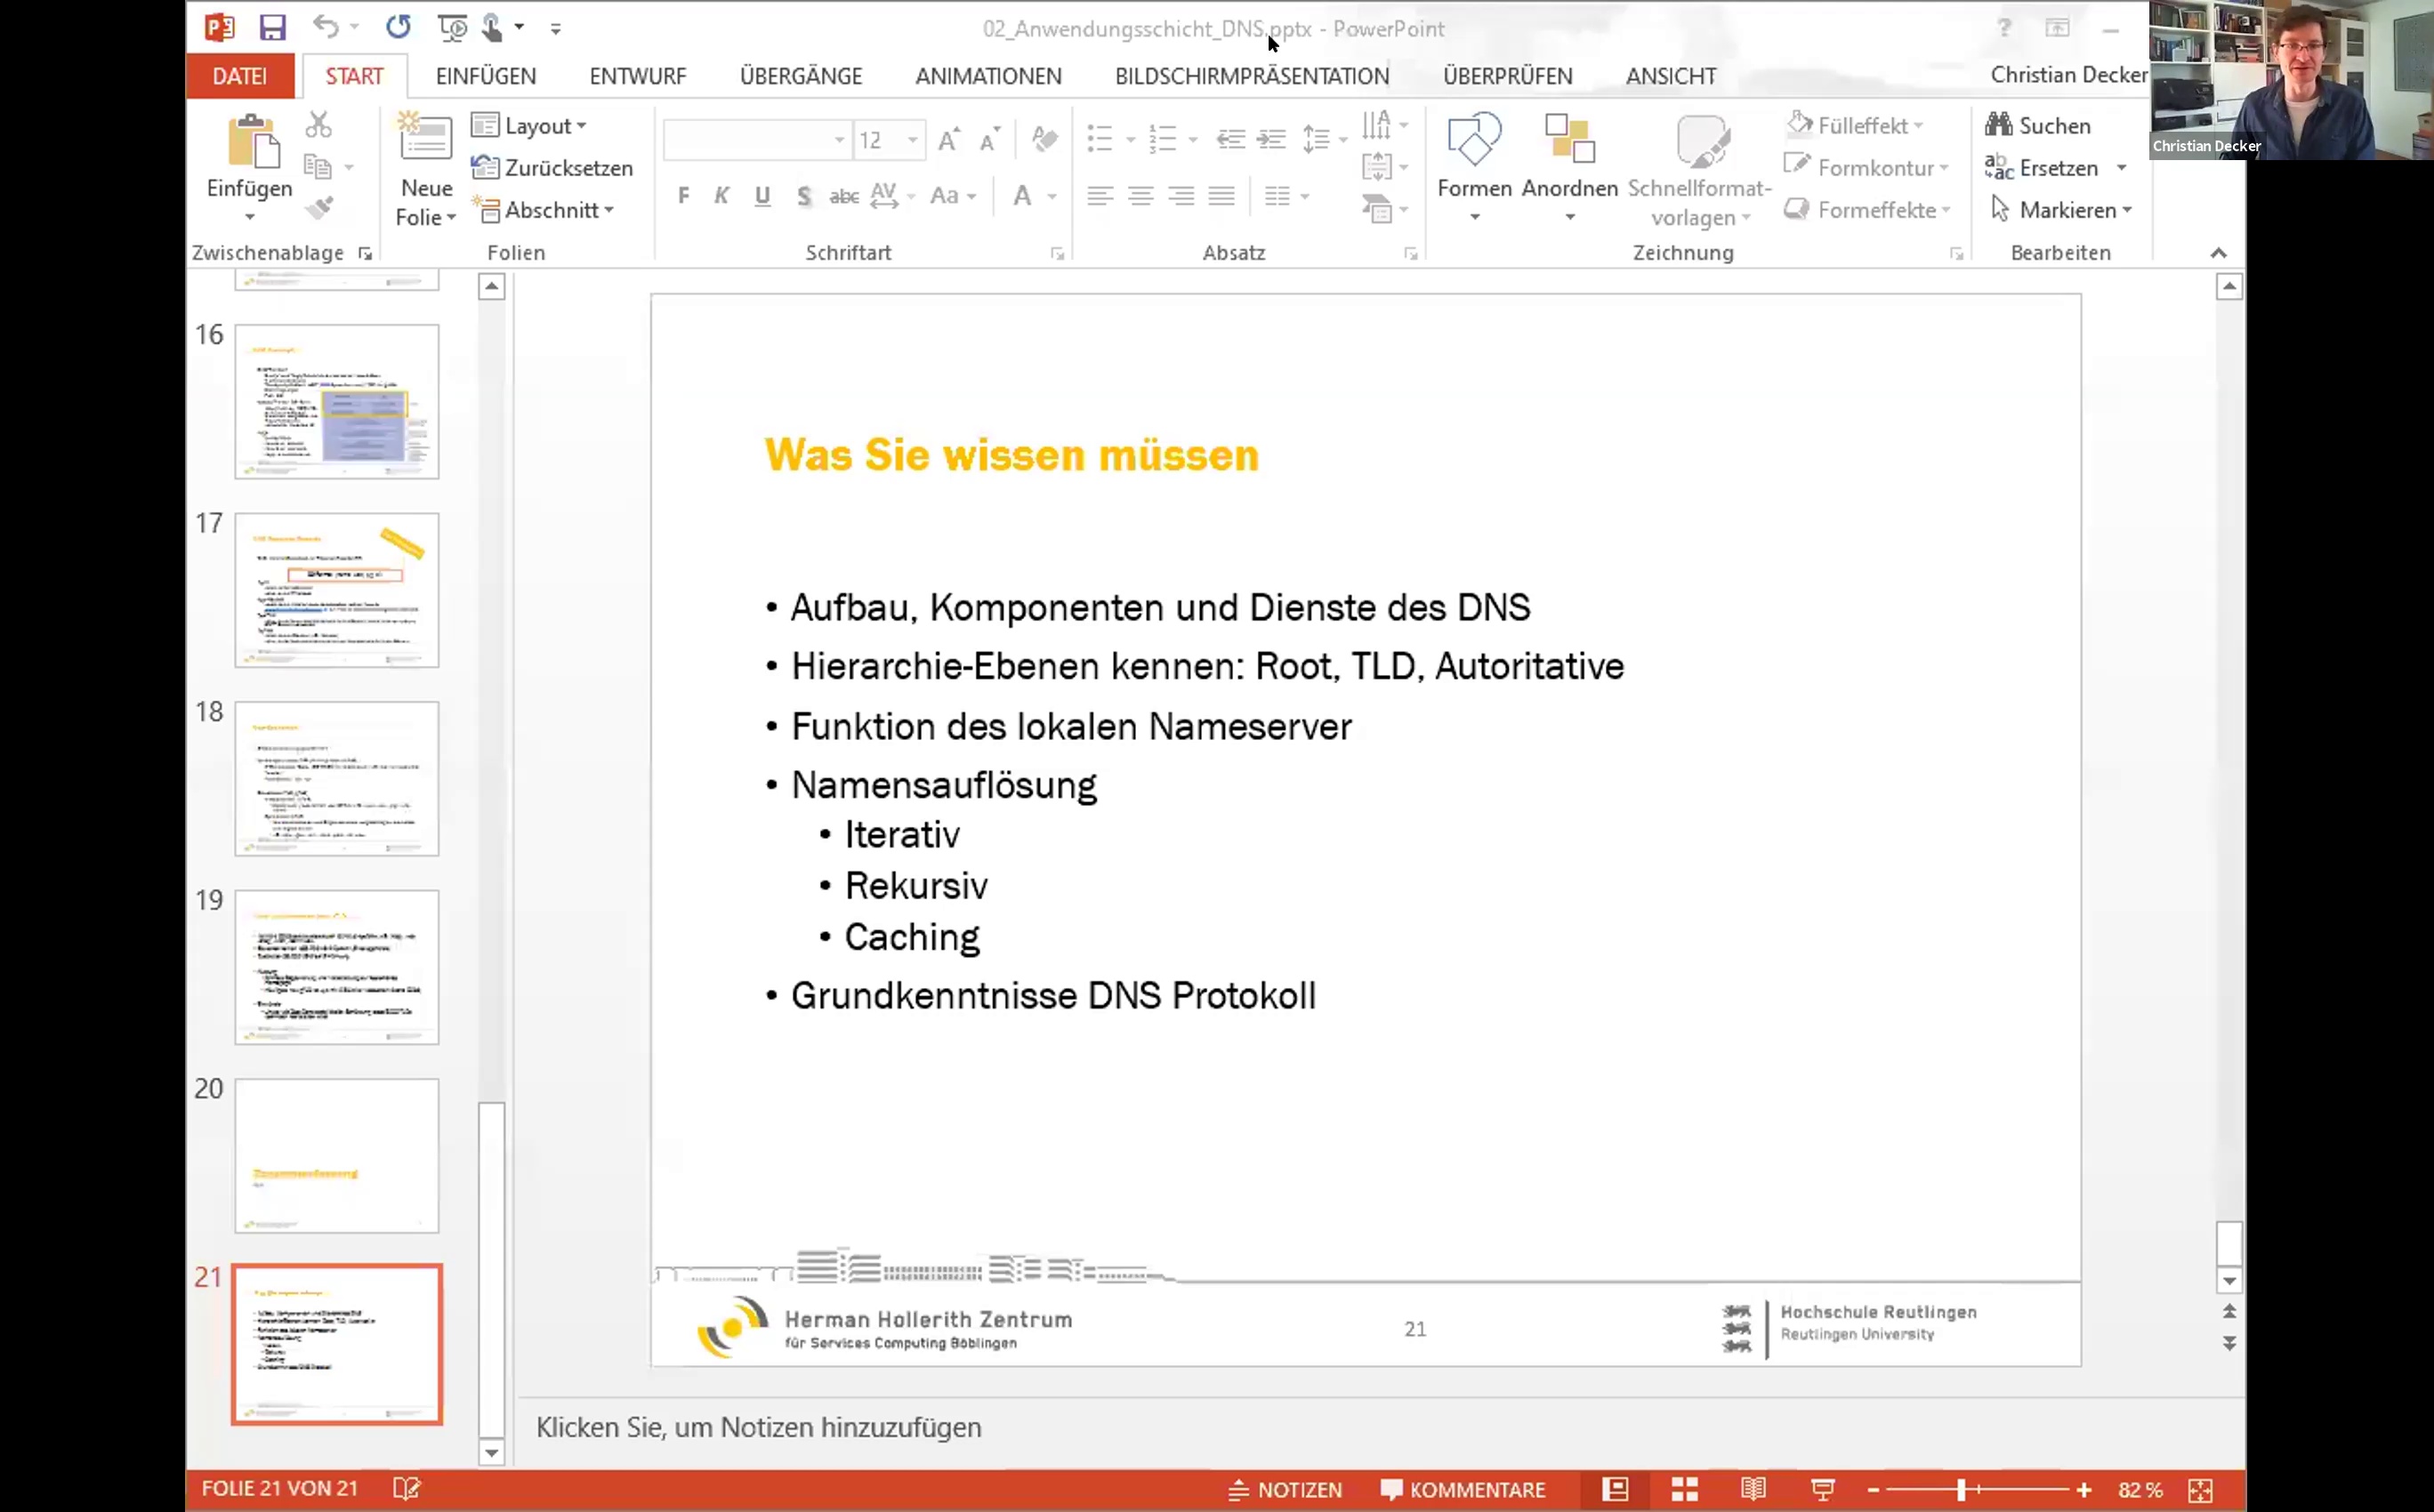 02_Anwendungsschicht_DNS.pptx - PowerPoint
DATEI START EINFÜGEN ENTWURF ÜBERGÄNGE ANIMATIONEN BILDSCHIRMPRÄSENTATION ÜBERPRÜFEN ANSICHT Christian Decker
Christian Decker
Einfügen
Neue Folie
Layout
Zurücksetzen
Abschnitt
12
F K U S abc AV Aa A
Formen Anordnen Schnellformat-
vorlagen
Fülleffekt
Formkontur
Formeffekte
Suchen
Ersetzen
Markieren
Zwischenablage Folien Schriftart Absatz Zeichnung Bearbeiten
16
17
18
19
20
Zusammenfassung
21
Was Sie wissen müssen
• Aufbau, Komponenten und Dienste des DNS
• Hierarchie-Ebenen kennen: Root, TLD, Autoritative
• Funktion des lokalen Nameserver
• Namensauflösung
• Iterativ
• Rekursiv
• Caching
• Grundkenntnisse DNS Protokoll
Herman Hollerith Zentrum
für Services Computing Böblingen
21
Hochschule Reutlingen
Reutlingen University
Klicken Sie, um Notizen hinzuzufügen
FOLIE 21 VON 21 NOTIZEN KOMMENTARE 82 %